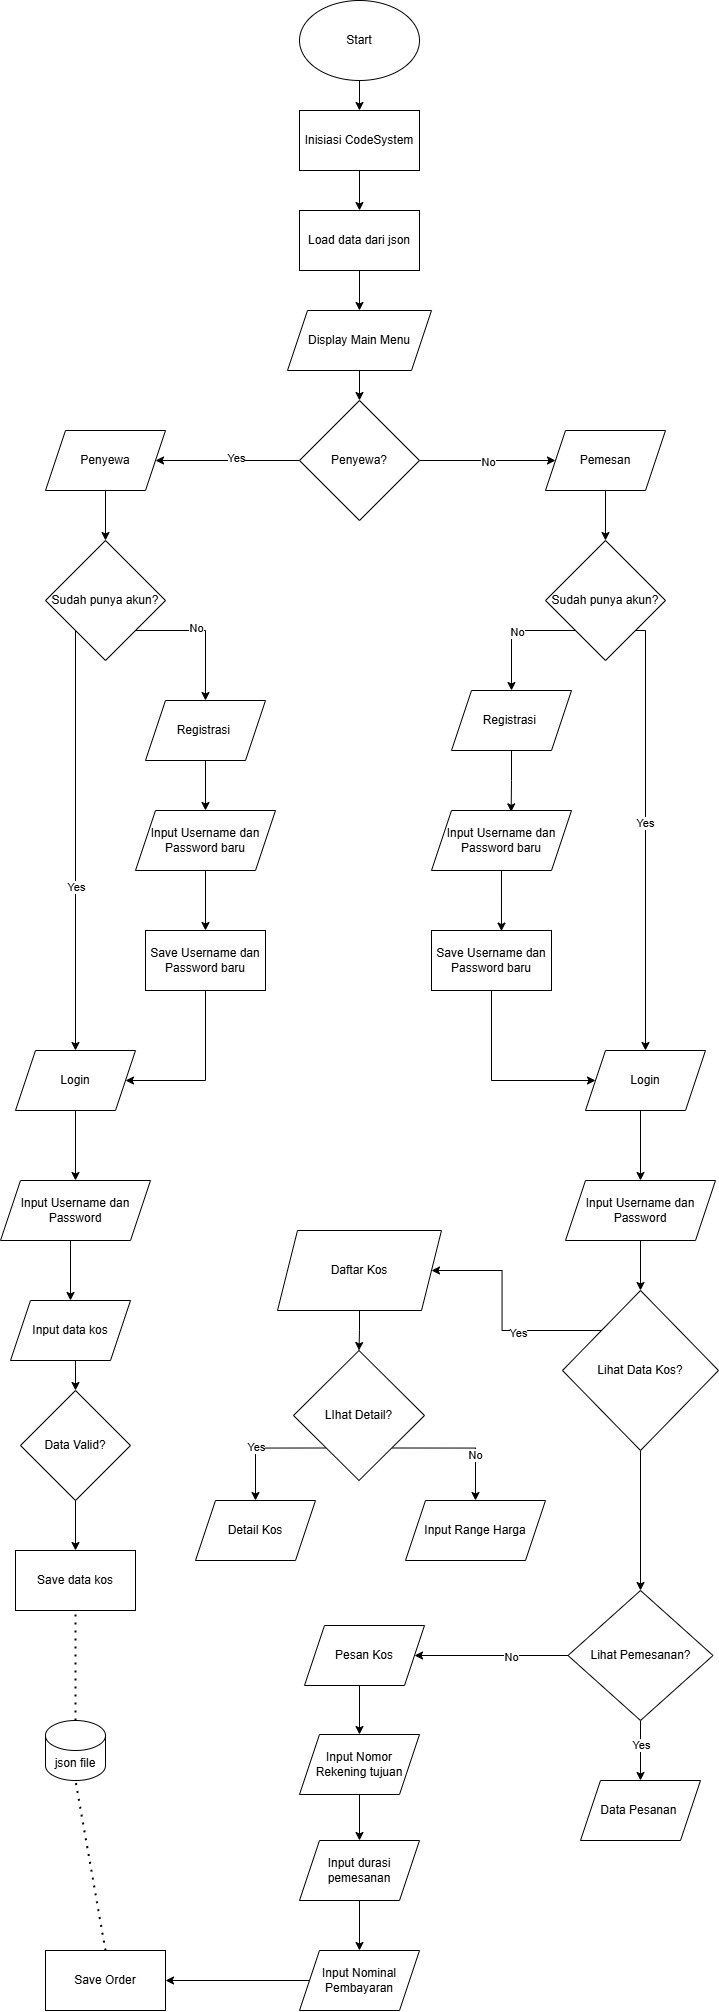 Start
Inisiasi CodeSystem
Load data dari json
Display Main Menu
Penyewa
Yes
Penyewa?
No
Pemesan
Sudah punya akun?
Sudah punya akun?
No
No
Registrasi
Registrasi
Input Username dan
Password baru
Input Username dan
Password baru
Yes
Yes
Save Username dan
Password baru
Save Username dan
Password baru
Login
Login
Input Username dan
Password
Input Username dan
Password
Daftar Kos
Yes
Input data kos
Lihat Data Kos?
LIhat Detail?
Data Valid?
Yes
No
Detail Kos
Input Range Harga
Save data kos
Pesan Kos
No
Lihat Pemesanan?
Yes
json file
Input Nomor
Rekening tujuan
Data Pesanan
Input durasi
pemesanan
Save Order
Input Nominal
Pembayaran